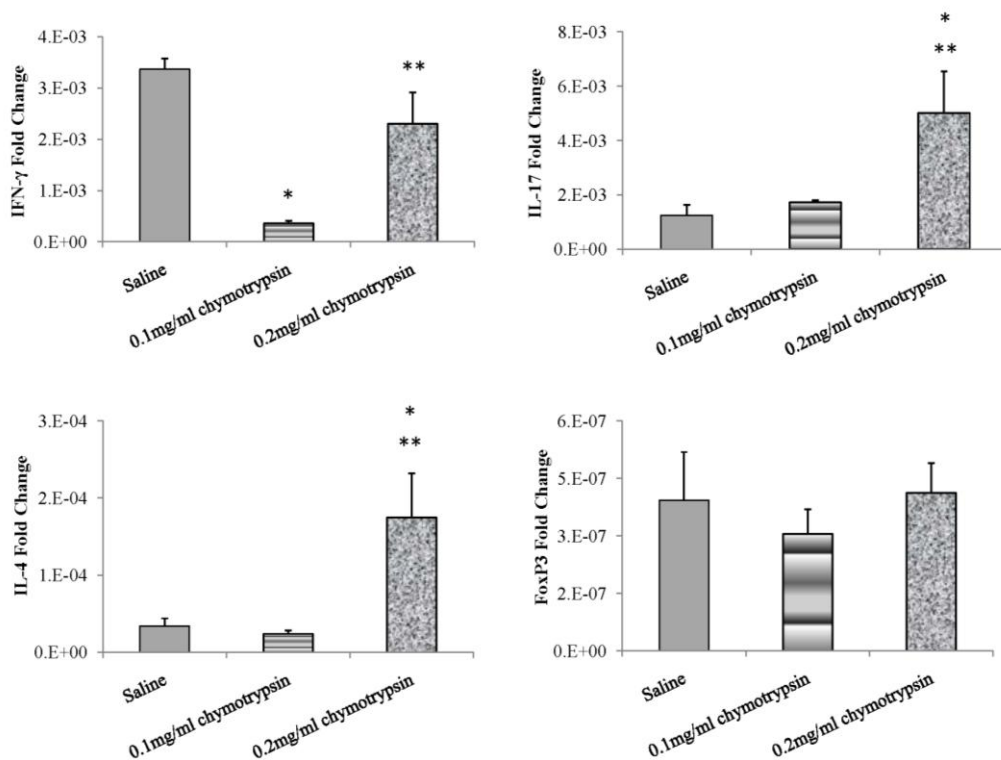 IFN-γ Fold Change
4.E-03
3.E-03
2.E-03
1.E-03
0.E+00
*
**
Saline
0.1mg/ml chymotrypsin
0.2mg/ml chymotrypsin
IL-17 Fold Change
8.E-03
6.E-03
4.E-03
2.E-03
0.E+00
*
**
Saline
0.1mg/ml chymotrypsin
0.2mg/ml chymotrypsin
IL-4 Fold Change
3.E-04
2.E-04
1.E-04
0.E+00
*
**
Saline
0.1mg/ml chymotrypsin
0.2mg/ml chymotrypsin
FoxP3 Fold Change
6.E-07
5.E-07
3.E-07
2.E-07
0.E+00
Saline
0.1mg/ml chymotrypsin
0.2mg/ml chymotrypsin